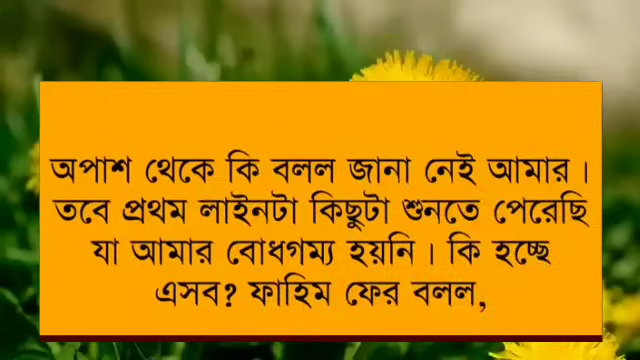 অপাশ থেকে কি বলল জানা নেই আমার।
তবে প্রথম লাইনটা কিছুটা শুনতে পেরেছি
যা আমার বোধগম্য হয়নি। কি হচ্ছে
এসব? ফাহিম ফের বলল,